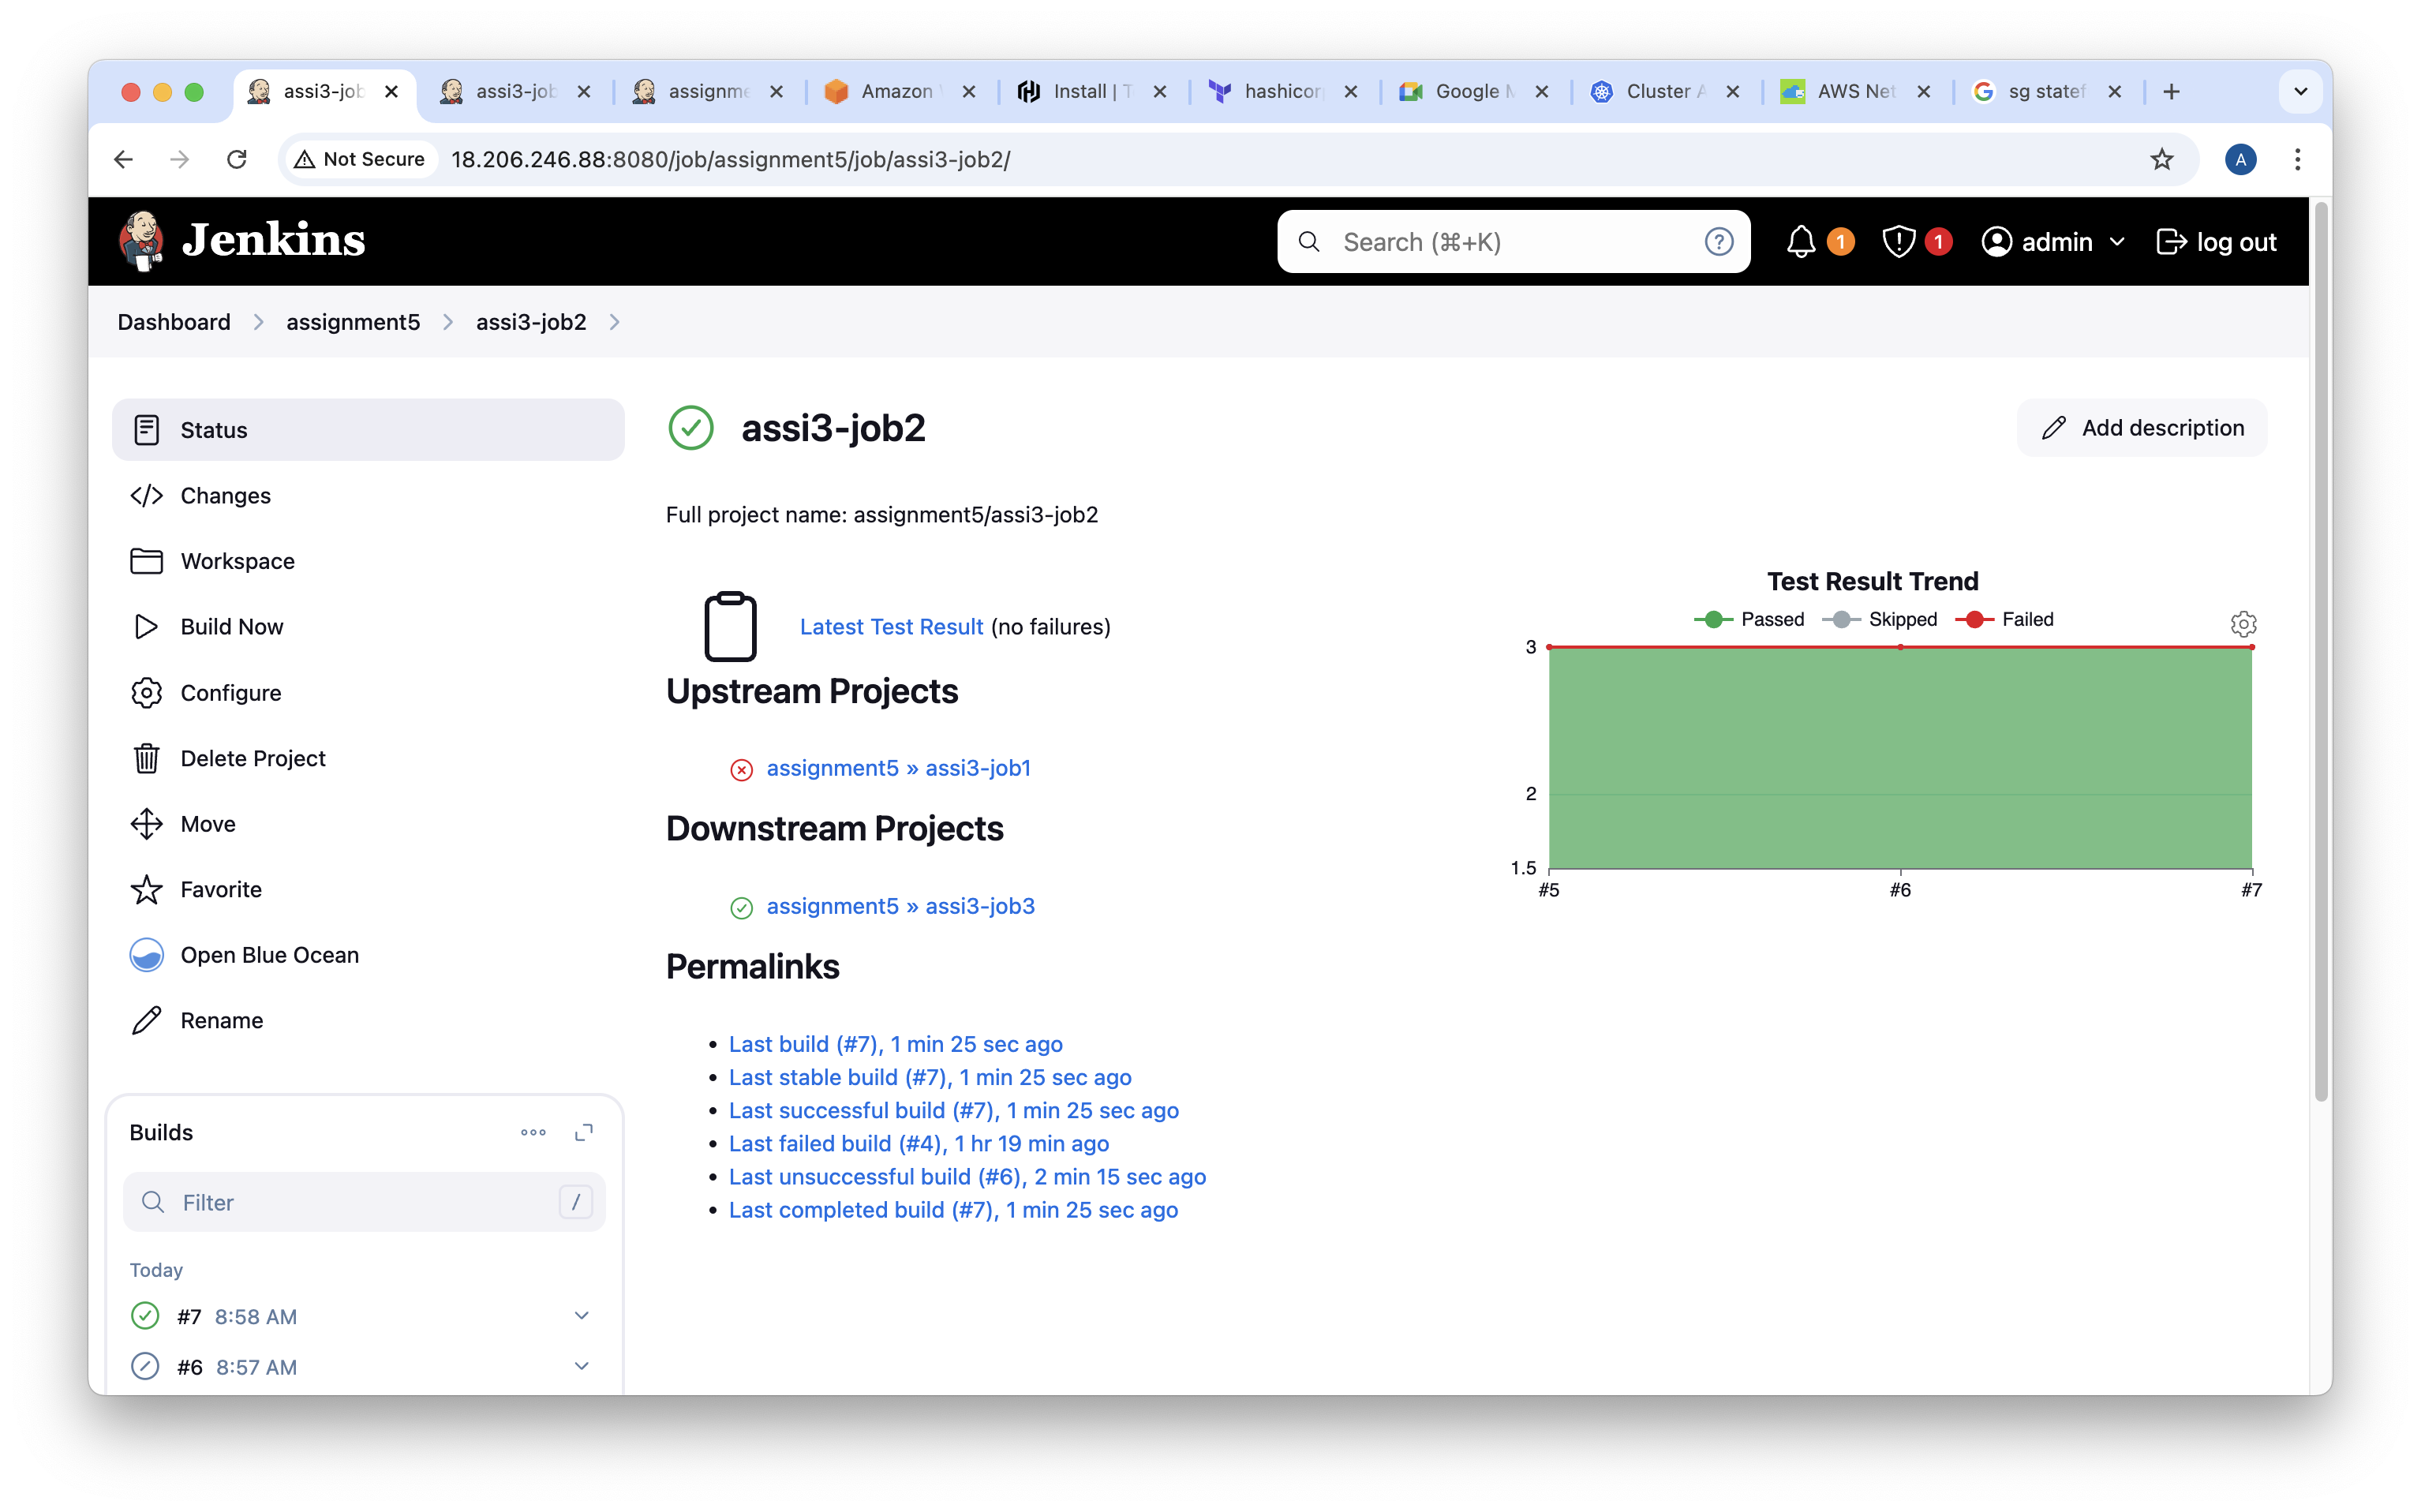 assi3-job
assi3-job
assignme
Amazon
Install | T
hashicor
Google M
Cluster A
AWS Net
sg statef
Not Secure
18.206.246.88:8080/job/assignment5/job/assi3-job2/
A
Jenkins
Search (⌘+K)
?
1
1
admin
log out
Dashboard
assignment5
assi3-job2
Status
Changes
Workspace
Build Now
Configure
Delete Project
Move
Favorite
Open Blue Ocean
Rename
Builds
Filter
/
Today
#7 8:58 AM
#6 8:57 AM
assi3-job2
Add description
Full project name: assignment5/assi3-job2
Latest Test Result (no failures)
Upstream Projects
assignment5 » assi3-job1
Downstream Projects
assignment5 » assi3-job3
Permalinks
Last build (#7), 1 min 25 sec ago
Last stable build (#7), 1 min 25 sec ago
Last successful build (#7), 1 min 25 sec ago
Last failed build (#4), 1 hr 19 min ago
Last unsuccessful build (#6), 2 min 15 sec ago
Last completed build (#7), 1 min 25 sec ago
Test Result Trend
Passed Skipped Failed
3
2
1.5
#5 #6 #7